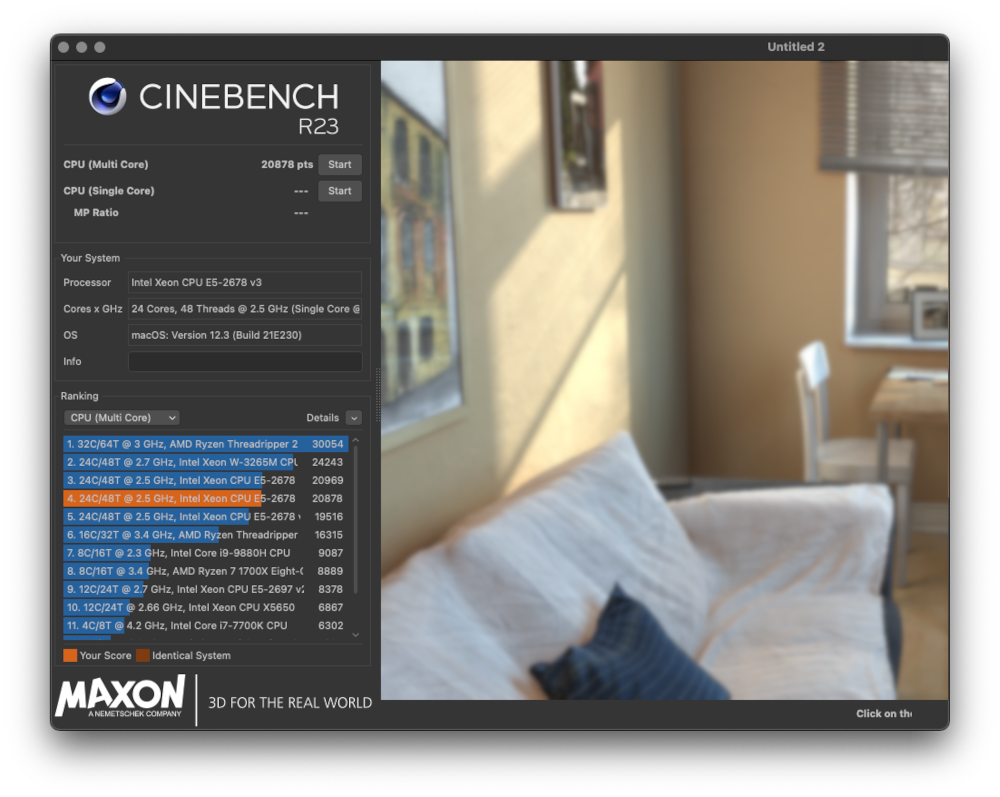 Untitled 2
CINEBENCH
R23
CPU (Multi Core) 20878 pts Start
CPU (Single Core) --- Start
MP Ratio ---
Your System
Processor Intel Xeon CPU E5-2678 v3
Cores x GHz 24 Cores, 48 Threads @ 2.5 GHz (Single Core @
OS macOS: Version 12.3 (Build 21E230)
Info
Ranking
CPU (Multi Core) Details
1. 32C/64T @ 3 GHz, AMD Ryzen Threadripper 2 30054
2. 24C/48T @ 2.7 GHz, Intel Xeon W-3265M CPU 24243
3. 24C/48T @ 2.5 GHz, Intel Xeon CPU E5-2678 20969
4. 24C/48T @ 2.5 GHz, Intel Xeon CPU E5-2678 20878
5. 24C/48T @ 2.5 GHz, Intel Xeon CPU E5-2678 v 19516
6. 16C/32T @ 3.4 GHz, AMD Ryzen Threadripper 16315
7. 8C/16T @ 2.3 GHz, Intel Core i9-9880H CPU 9087
8. 8C/16T @ 3.4 GHz, AMD Ryzen 7 1700X Eight-C 8889
9. 12C/24T @ 2.7 GHz, Intel Xeon CPU E5-2697 v2 8378
10. 12C/24T @ 2.66 GHz, Intel Xeon CPU X5650 6867
11. 4C/8T @ 4.2 GHz, Intel Core i7-7700K CPU 6302
Your Score Identical System
MAXON
A NEMETSCHEK COMPANY
3D FOR THE REAL WORLD
Click on the